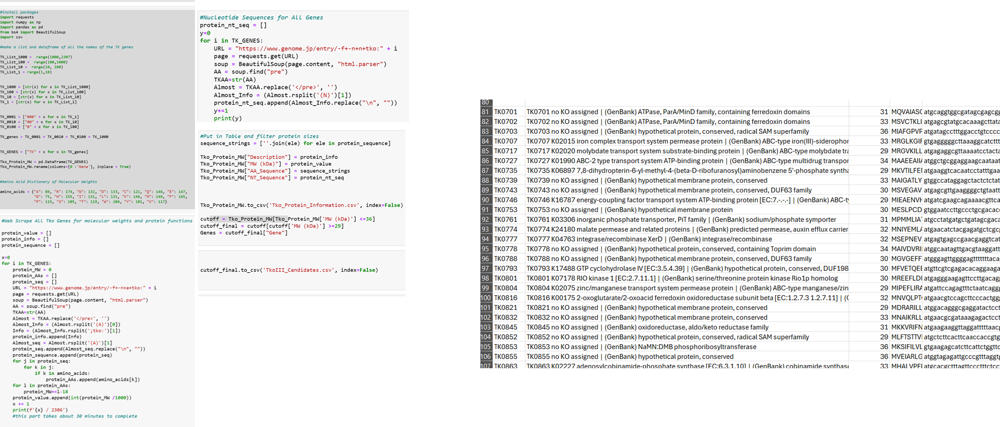 #install packages
import requests
import numpy as np
import pandas as pd
from bs4 import BeautifulSoup
import csv
#make a list and dataframe of all the names of the TK genes
TK_List_1000 =  range(1000,2307)
TK_List_100 =  range(100,1000)
TK_List_10 =  range(10, 100)
TK_List_1 = range(1,10)
TK_1000 = [str(x) for x in TK_List_1000]
TK_100 = [str(x) for x in TK_List_100]
TK_10 = [str(x) for x in TK_List_10]
TK_1 = [str(x) for x in TK_List_1]
TK_0001 = ["000" + x for x in TK_1]
TK_0010 = ["00" + x for x in TK_10]
TK_0100 = ["0" + x for x in TK_100]
TK_genes = TK_0001 + TK_0010 + TK_0100 + TK_1000
TK_GENES = ["TK" + x for x in TK_genes]
Tko_Protein_MW = pd.DataFrame(TK_GENES)
Tko_Protein_MW.rename(columns={0 :'Gene'}, inplace = True)
#Amino Acid Dictionary of Molecular Weights
amino_acids = {"A": 89, "R": 174, "N": 132, "D": 133, "C": 121, "Q": 146, "E": 147,
"G": 75, "H": 155, "I": 131, "L": 131, "K": 146, "M": 149, "F": 165,
"P": 115, "S": 105, "T": 119, "W": 204, "Y": 181, "V": 117}
#Web Scrape All Tko Genes for molecular weights and protein functions
protein_value = []
protein_info = []
protein_sequence = []
x=0
for i in TK_GENES:
    protein_MW = 0
    protein_AAs = []
    protein_seq = []
    URL = "https://www.genome.jp/entry/-f+-n+a+tko:" + i
    page = requests.get(URL)
    soup = BeautifulSoup(page.content, "html.parser")
    AA = soup.find("pre")
    TKAA=str(AA)
    Almost = TKAA.replace('</pre>', '')
    Almost_Info = (Almost.rsplit('(A)')[0])
    Info = (Almost_Info.rsplit(';tko:')[1])
    protein_info.append(Info)
    Almost_seq = Almost.rsplit('(A)')[1]
    protein_seq.append(Almost_seq.replace("\n", ""))
    protein_sequence.append(protein_seq)
    for j in protein_seq:
        for k in j:
            if k in amino_acids:
                protein_AAs.append(amino_acids[k])
    for l in protein_AAs:
        protein_MW+=l-18
    protein_value.append(int(protein_MW /1000))
    x += 1
    print(f'{x} / 2306')
    #this part takes about 30 minutes to complete
#Nucleotide Sequences for All Genes
protein_nt_seq = []
y=0
for i in TK_GENES:
    URL = "https://www.genome.jp/entry/-f+-n+n+tko:" + i
    page = requests.get(URL)
    soup = BeautifulSoup(page.content, "html.parser")
    AA = soup.find("pre")
    TKAA=str(AA)
    Almost = TKAA.replace('</pre>', '')
    Almost_Info = (Almost.rsplit('(N)')[1])
    protein_nt_seq.append(Almost_Info.replace("\n", ""))
    y+=1
    print(y)
#Put in Table and filter protein sizes
sequence_strings = [''.join(ele) for ele in protein_sequence]
Tko_Protein_MW["Description"] = protein_info
Tko_Protein_MW["MW (kDa)"] = protein_value
Tko_Protein_MW["AA_Sequence"] = sequence_strings
Tko_Protein_MW["NT_Sequence"] = protein_nt_seq
Tko_Protein_MW.to_csv('Tko_Protein_Information.csv', index=False)
cutoff = Tko_Protein_MW[Tko_Protein_MW['MW (kDa)'] <=36]
cutoff_final = cutoff[cutoff['MW (kDa)'] >=29]
Genes = cutoff_final["Gene"]
cutoff_final.to_csv('TkoIII_Candidates.csv', index=False)
80
81 TK0701 TK0701 no KO assigned | (GenBank) ATPase, ParA/MinD family, containing ferredoxin domains 31 MQVAIASC atgcaggtggcgatagcgagcgg
82 TK0702 TK0702 no KO assigned | (GenBank) ATPase, ParA/MinD family, containing ferredoxin domains 33 MSVCTKLI atgagcgtatgcacaaagcttata
83 TK0703 TK0703 no KO assigned | (GenBank) hypothetical protein, conserved, radical SAM superfamily 36 MIAFGPVP atgatagcctttggacctgtcccc
84 TK0707 TK0707 K02015 iron complex transport system permease protein | (GenBank) ABC-type iron(III)-siderophor 33 MRGLKGIF gtgaggggcttaaaggcatc
85 TK0717 TK0717 K02020 molybdate transport system substrate-binding protein | (GenBank) ABC-type molybdate tra 29 MRGVKILL atgagaggcgttaaaatcctacta
86 TK0727 TK0727 K01990 ABC-2 type transport system ATP-binding protein | (GenBank) ABC-type multidrug transpor 34 MAAEEAIIA atggctgcggaggaagcaataat
87 TK0735 TK0735 K06897 7,8-dihydropterin-6-yl-methyl-4-(beta-D-ribofuranosyl)aminobenzene 5'-phosphate syntha 29 MKVTILFEI atgaaggtcacaatcctatttgaga
88 TK0739 TK0739 no KO assigned | (GenBank) hypothetical membrane protein, conserved 33 MAIGATLY gtggccataggagctactctctat
89 TK0743 TK0743 no KO assigned | (GenBank) hypothetical membrane protein, conserved, DUF63 family 30 MSVEGAV atgagcgttgaaggggctgtaatt
90 TK0746 TK0746 K16787 energy-coupling factor transport system ATP-binding protein [EC:7.-.-.-] | (GenBank) ABC-ty 29 MIEAENVH atgatcgaagcagaaaacgttca
91 TK0753 TK0753 no KO assigned | (GenBank) hypothetical membrane protein 30 MESLPCD gtggaatccttgccctgcgacac
92 TK0761 TK0761 K03306 inorganic phosphate transporter, PiT family | (GenBank) sodium/phosphate symporter 31 MPMMLIAT atgcctatgatgctgatagcgaca
93 TK0774 TK0774 K24180 malate permease and related proteins | (GenBank) predicted permease, auxin efflux carrier 32 MNIYEMLA atgaacatctacgagatgctcgcg
94 TK0777 TK0777 K04763 integrase/recombinase XerD | (GenBank) integrase/recombinase 32 MSEPNEV atgagcgaaccgaacgaggtcat
95 TK0778 TK0778 no KO assigned | (GenBank) hypothetical protein, conserved, containing Toprim domain 34 MAIVDVRII atggcaatagttgacgtaaggatt
96 TK0788 TK0788 no KO assigned | (GenBank) hypothetical protein, conserved, DUF63 family 30 MGVGEFF atgggagttggggagtttttttaca
97 TK0793 TK0793 K17488 GTP cyclohydrolase IV [EC:3.5.4.39] | (GenBank) hypothetical protein, conserved, DUF198 30 MFVETQEE atgttcgttgagacacaggaaga
98 TK0801 TK0801 K07178 RIO kinase 1 [EC:2.7.11.1] | (GenBank) serine/threonine protein kinase Rio1p homolog 30 MREEFLDI atgagggaagagttccttgacagg
99 TK0804 TK0804 K02075 zinc/manganese transport system permease protein | (GenBank) ABC-type manganese/zin 29 MIPEFLIRA atgattccagagtttctaatcaggg
100 TK0816 TK0816 K00175 2-oxoglutarate/2-oxoacid ferredoxin oxidoreductase subunit beta [EC:1.2.7.3 1.2.7.11] | 32 MNVQLPT atgaacgtccagcttcccactggg
101 TK0821 TK0821 no KO assigned | (GenBank) hypothetical membrane protein, conserved 29 MDRARILL atggacagggcgaggatactcct
102 TK0832 TK0832 no KO assigned | (GenBank) hypothetical membrane protein, conserved 33 MNAIKRLL atgaacgcgataaagagactcct
103 TK0845 TK0845 no KO assigned | (GenBank) oxidoreductase, aldo/keto reductase family 31 MKKVRIFN atgaagaaggttaggatttttaacg
104 TK0852 TK0852 no KO assigned | (GenBank) hypothetical protein, conserved, radical SAM superfamily 29 MLFTSTTV atgctcttcacttcaaccaccgtg
105 TK0853 TK0853 no KO assigned | (GenBank) NaMN:DMB phosphoribosyltransferase 36 MKSIFILVL gtgaagagcatcttcattctggttc
106 TK0855 TK0855 no KO assigned | (GenBank) hypothetical protein, conserved 36 MVEIARLG atggtagagattgcccgtttaggt
107 TK0863 TK0863 K02227 adenosylcobinamide-phosphate synthase [EC:6.3.1.10] | (GenBank) cobinamide synthase 33 MHALVPFI atgcacgctttagttccctttctcc